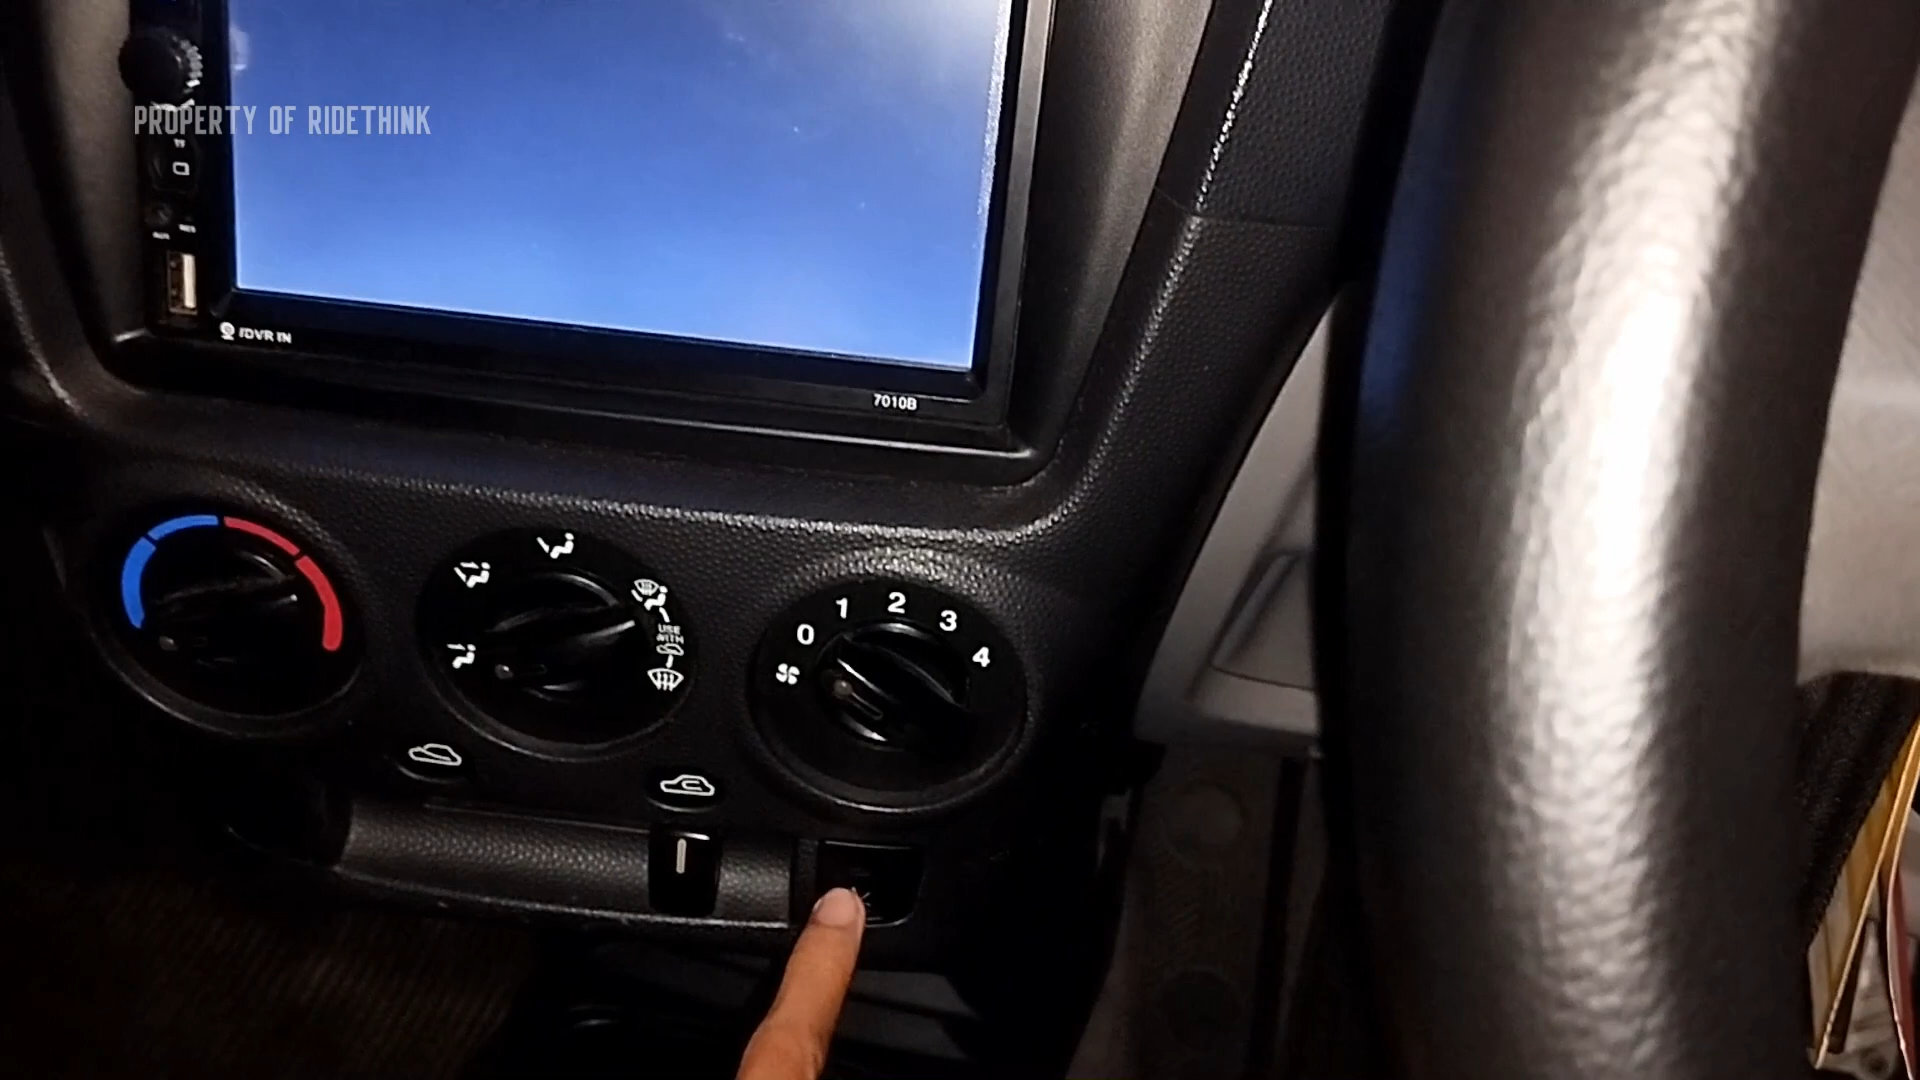 PROPERTY OF RIDETHINK
/DVR IN
7010B
0 1 2 3 4
USE
WITH